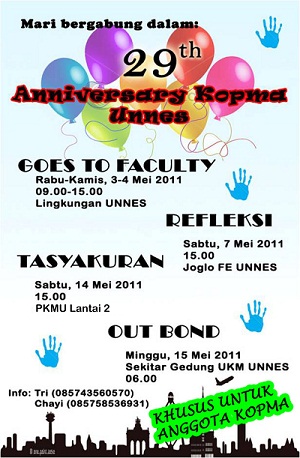 Mari bergabung dalam:
29th
Anniversary Kopma
Unnes
GOES TO FACULTY
Rabu-Kamis, 3-4 Mei 2011
09.00-15.00
Lingkungan UNNES
REFLEKSI
Sabtu, 7 Mei 2011
15.00
Joglo FE UNNES
TASYAKURAN
Sabtu, 14 Mei 2011
15.00
PKMU Lantai 2
OUT BOND
Minggu, 15 Mei 2011
Sekitar Gedung UKM UNNES
06.00
Info: Tri (085743560570)
Chayi (085758536931)
KHUSUS UNTUK
ANGGOTA KOPMA